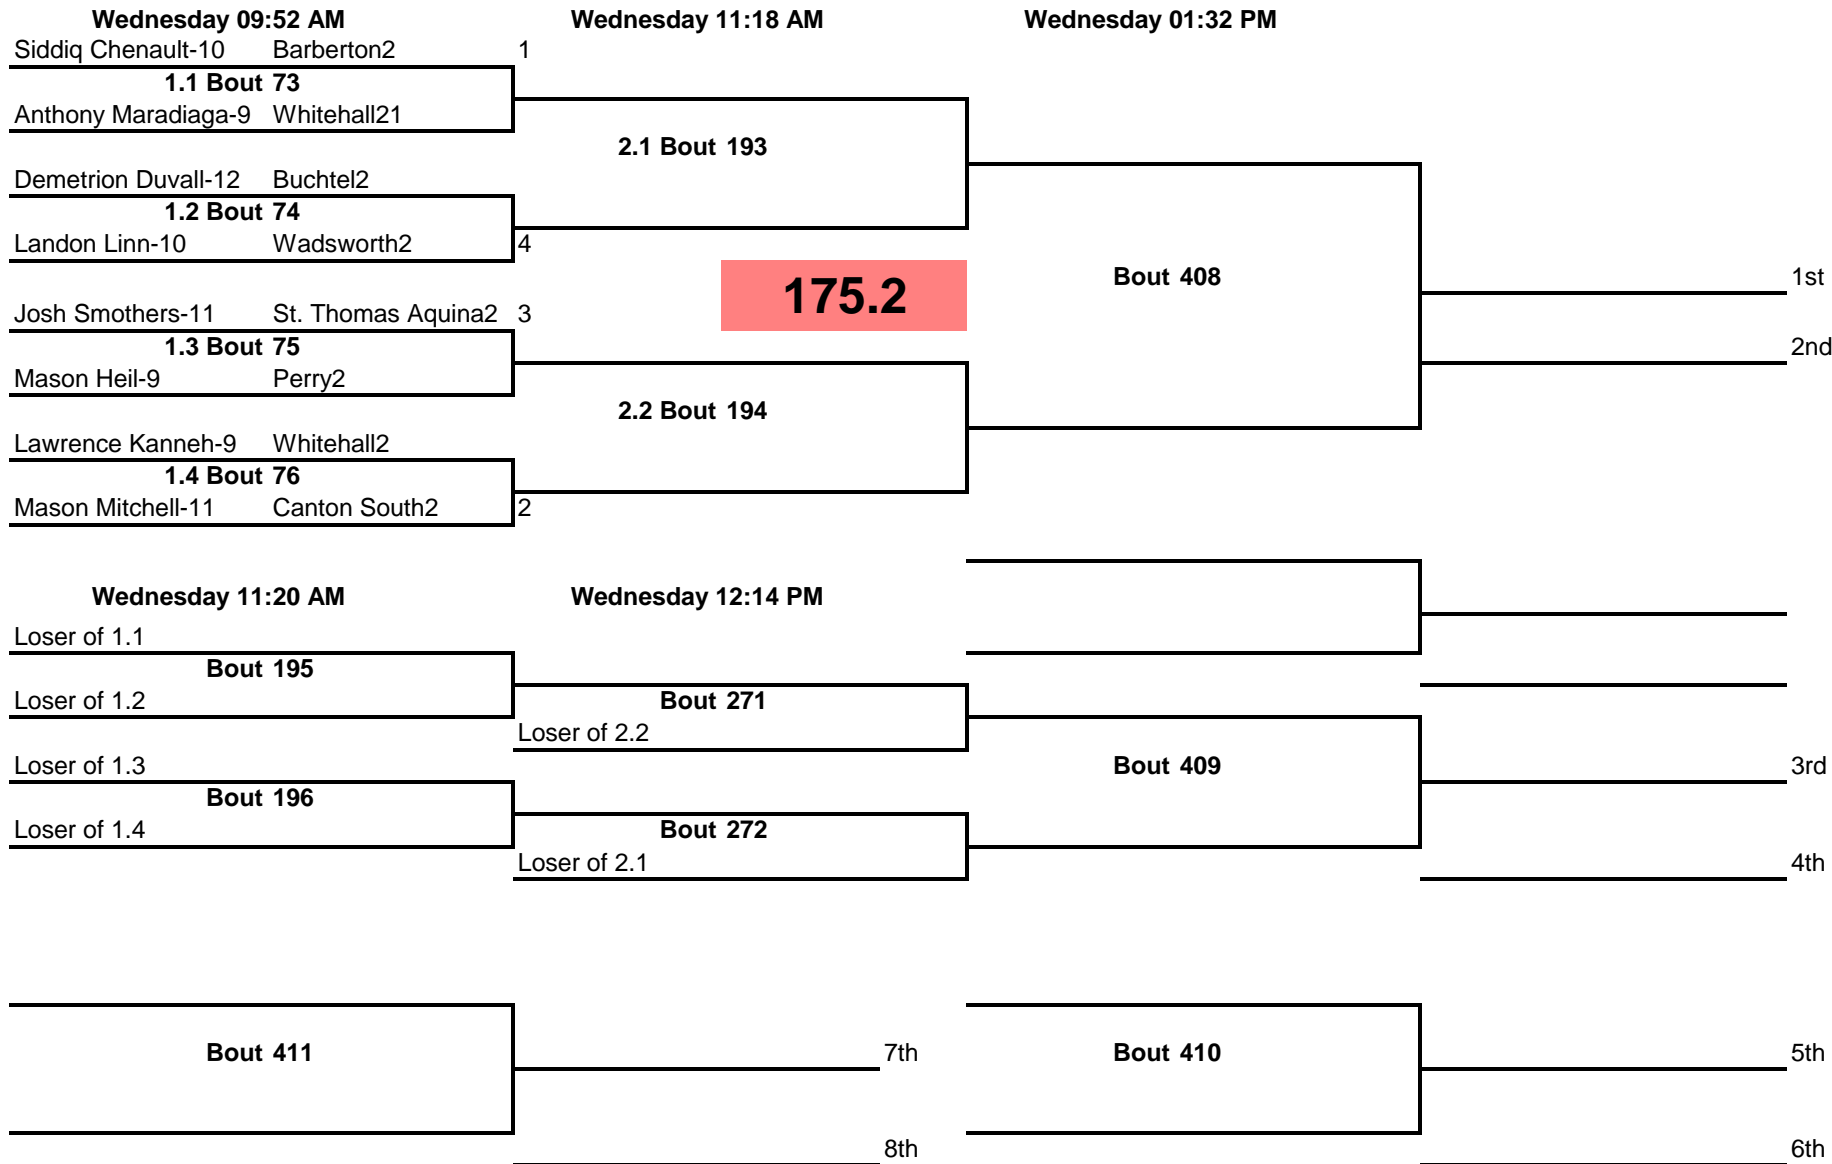 Wednesday 09:52 AM Wednesday 11:18 AM Wednesday 01:32 PM
Siddiq Chenault-10 Barberton2 1
1.1 Bout 73
Anthony Maradiaga-9 Whitehall21
2.1 Bout 193
Demetrion Duvall-12 Buchtel2
1.2 Bout 74
Landon Linn-10 Wadsworth2 4
175.2 Bout 408 1st
Josh Smothers-11 St. Thomas Aquina2 3
1.3 Bout 75 2nd
Mason Heil-9 Perry2
2.2 Bout 194
Lawrence Kanneh-9 Whitehall2
1.4 Bout 76
Mason Mitchell-11 Canton South2 2
Wednesday 11:20 AM Wednesday 12:14 PM
Loser of 1.1
Bout 195
Loser of 1.2 Bout 271
Loser of 2.2
Loser of 1.3 Bout 409 3rd
Bout 196
Loser of 1.4 Bout 272
Loser of 2.1 4th
Bout 411 7th Bout 410 5th
8th 6th